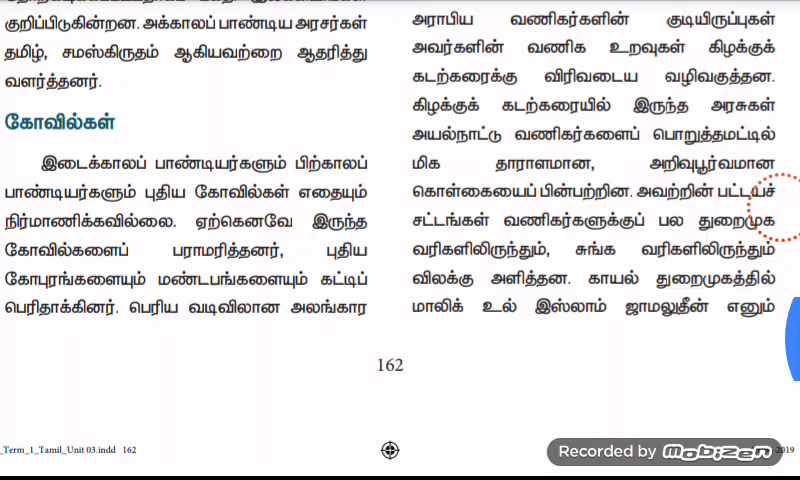 குறிப்பிடுகின்றன. அக்காலப் பாண்டிய அரசர்கள்
தமிழ், சமஸ்கிருதம் ஆகியவற்றை ஆதரித்து
வளர்த்தனர்.
கோவில்கள்
இடைக்காலப் பாண்டியர்களும் பிற்காலப்
பாண்டியர்களும் புதிய கோவில்கள் எதையும்
நிர்மாணிக்கவில்லை. ஏற்கெனவே இருந்த
கோவில்களைப் பராமரித்தனர், புதிய
கோபுரங்களையும் மண்டபங்களையும் கட்டிப்
பெரிதாக்கினர். பெரிய வடிவிலான அலங்கார
அராபிய வணிகர்களின் குடியிருப்புகள்
அவர்களின் வணிக உறவுகள் கிழக்குக்
கடற்கரைக்கு விரிவடைய வழிவகுத்தன.
கிழக்குக் கடற்கரையில் இருந்த அரசுகள்
அயல்நாட்டு வணிகர்களைப் பொறுத்தமட்டில்
மிக தாராளமான, அறிவுபூர்வமான
கொள்கையைப் பின்பற்றின. அவற்றின் பட்டயச்
சட்டங்கள் வணிகர்களுக்குப் பல துறைமுக
வரிகளிலிருந்தும், சுங்க வரிகளிலிருந்தும்
விலக்கு அளித்தன. காயல் துறைமுகத்தில்
மாலிக் உல் இஸ்லாம் ஜாமலுதீன் எனும்
162
_Term_1_Tamil_Unit 03.indd 162
-2019
Recorded by Mobizen